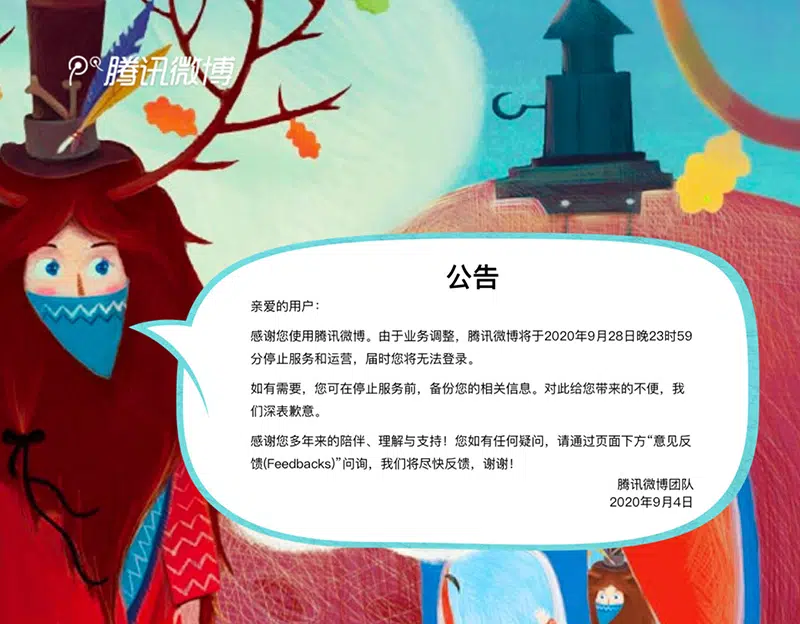 腾讯微博
公告
亲爱的用户：
感谢您使用腾讯微博。由于业务调整，腾讯微博将于2020年9月28日晚23时59
分停止服务和运营，届时您将无法登录。
如有需要，您可在停止服务前，备份您的相关信息。对此给您带来的不便，我
们深表歉意。
感谢您多年来的陪伴、理解与支持！您如有任何疑问，请通过页面下方“意见反
馈(Feedbacks)”问询，我们将尽快反馈，谢谢！
腾讯微博团队
2020年9月4日